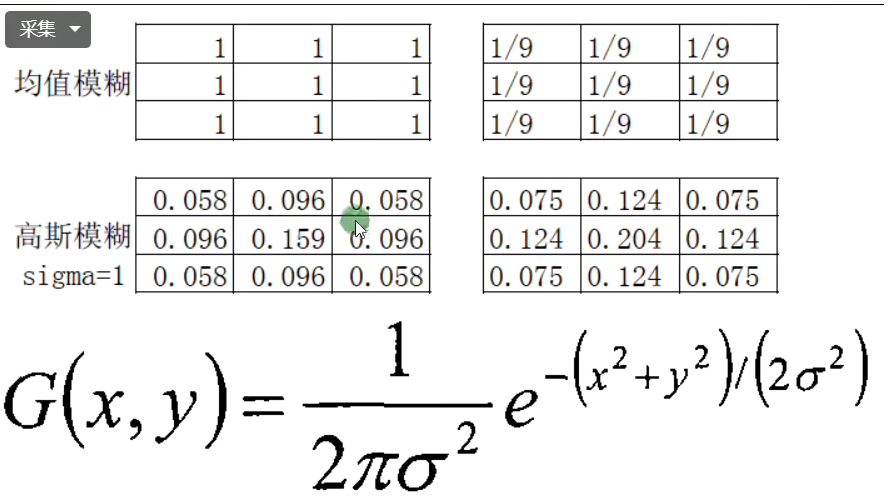 采集
1 1 1 1/9 1/9 1/9
均值模糊 1 1 1 1/9 1/9 1/9
1 1 1 1/9 1/9 1/9
0.058 0.096 0.058 0.075 0.124 0.075
高斯模糊 0.096 0.159 0.096 0.124 0.204 0.124
sigma=1 0.058 0.096 0.058 0.075 0.124 0.075
G(x,y)=1/(2πσ²) e^(-(x²+y²)/(2σ²))